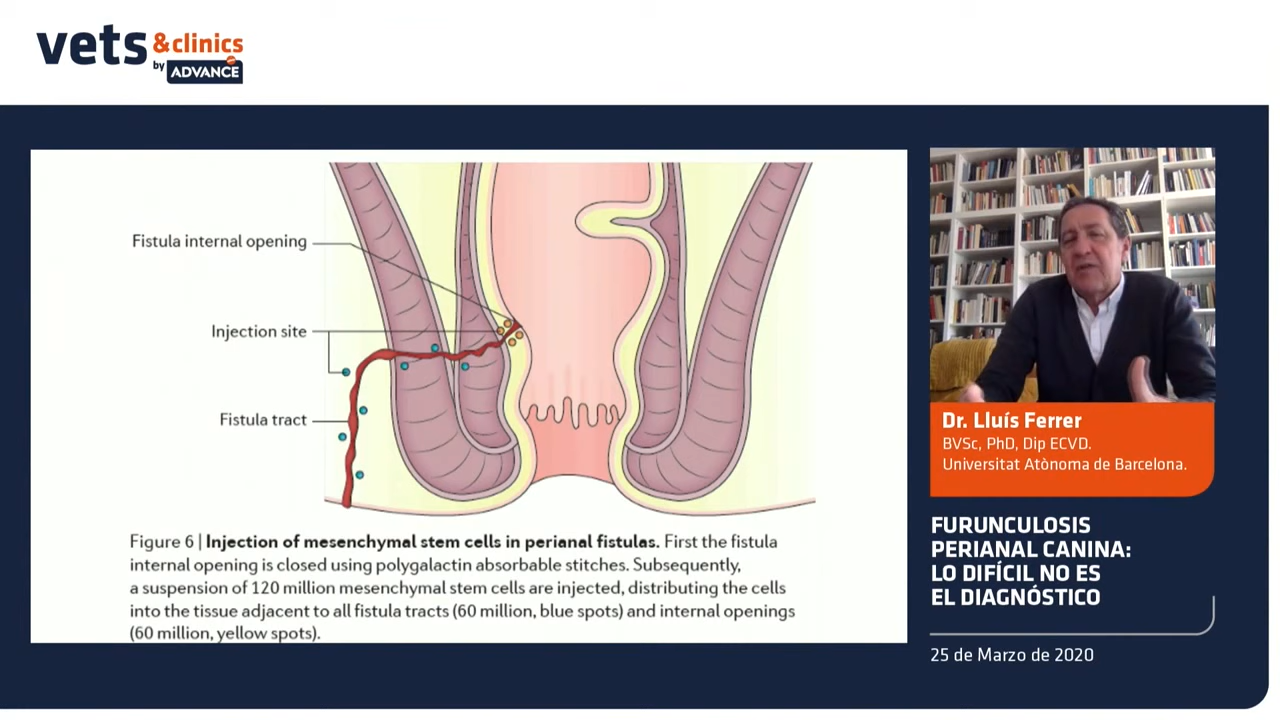 vets &clinics
by ADVANCE
Fistula internal opening
Injection site
Fistula tract
Figure 6 | Injection of mesenchymal stem cells in perianal fistulas. First the fistula
internal opening is closed using polygalactin absorbable stitches. Subsequently,
a suspension of 120 million mesenchymal stem cells are injected, distributing the cells
into the tissue adjacent to all fistula tracts (60 million, blue spots) and internal openings
(60 million, yellow spots).
Dr. Lluís Ferrer
BVSc, PhD, Dip ECVD.
Universitat Atònoma de Barcelona.
FURUNCULOSIS
PERIANAL CANINA:
LO DIFÍCIL NO ES
EL DIAGNÓSTICO
25 de Marzo de 2020